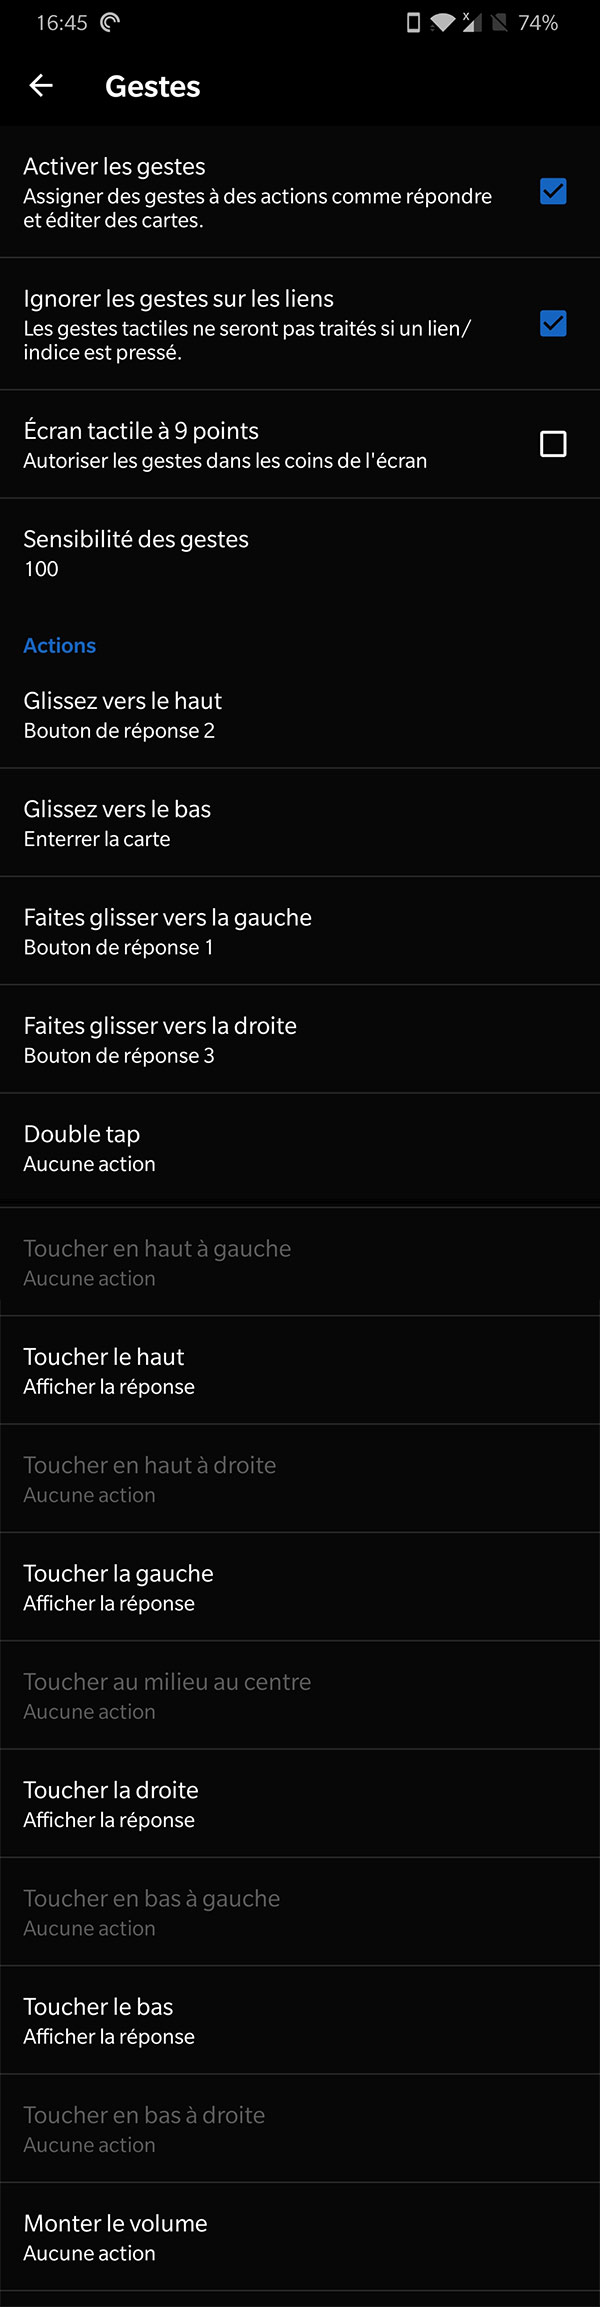 16:45 74%
Gestes
Activer les gestes
Assigner des gestes à des actions comme répondre
et éditer des cartes.
Ignorer les gestes sur les liens
Les gestes tactiles ne seront pas traités si un lien/
indice est pressé.
Écran tactile à 9 points
Autoriser les gestes dans les coins de l'écran
Sensibilité des gestes
100
Actions
Glissez vers le haut
Bouton de réponse 2
Glissez vers le bas
Enterrer la carte
Faites glisser vers la gauche
Bouton de réponse 1
Faites glisser vers la droite
Bouton de réponse 3
Double tap
Aucune action
Toucher en haut à gauche
Aucune action
Toucher le haut
Afficher la réponse
Toucher en haut à droite
Aucune action
Toucher la gauche
Afficher la réponse
Toucher au milieu au centre
Aucune action
Toucher la droite
Afficher la réponse
Toucher en bas à gauche
Aucune action
Toucher le bas
Afficher la réponse
Toucher en bas à droite
Aucune action
Monter le volume
Aucune action